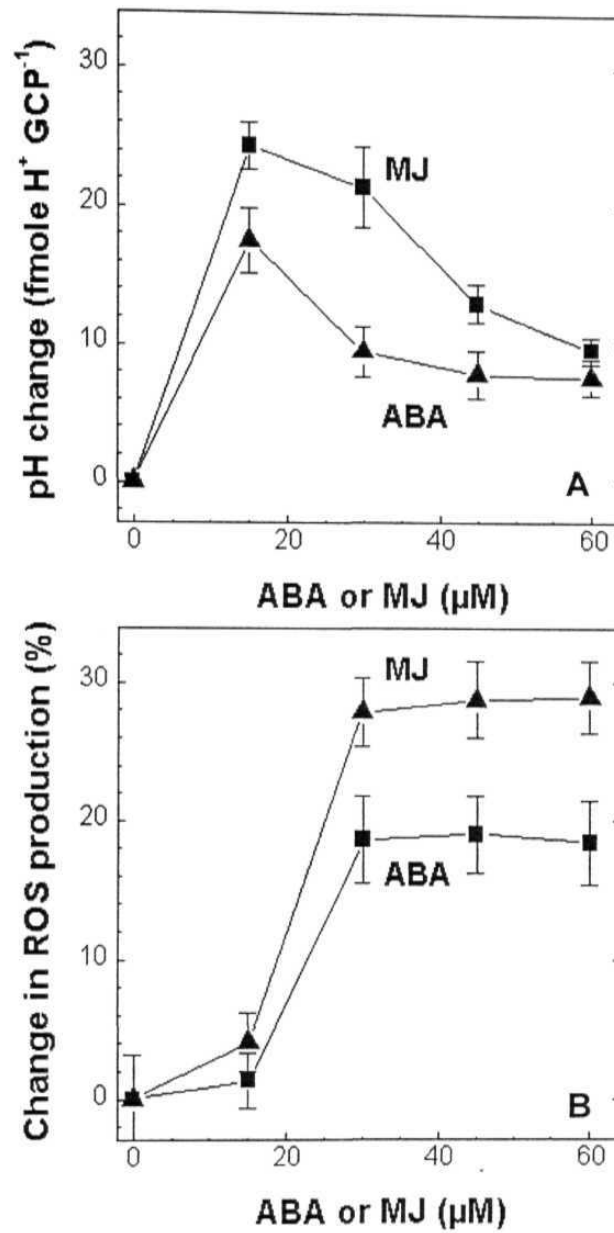 pH change (fmole H⁺ GCP⁻¹)
30
20
10
0
MJ
ABA
A
0
20
40
60
ABA or MJ (µM)
Change in ROS production (%)
30
20
10
0
MJ
ABA
B
0
20
40
60
ABA or MJ (µM)